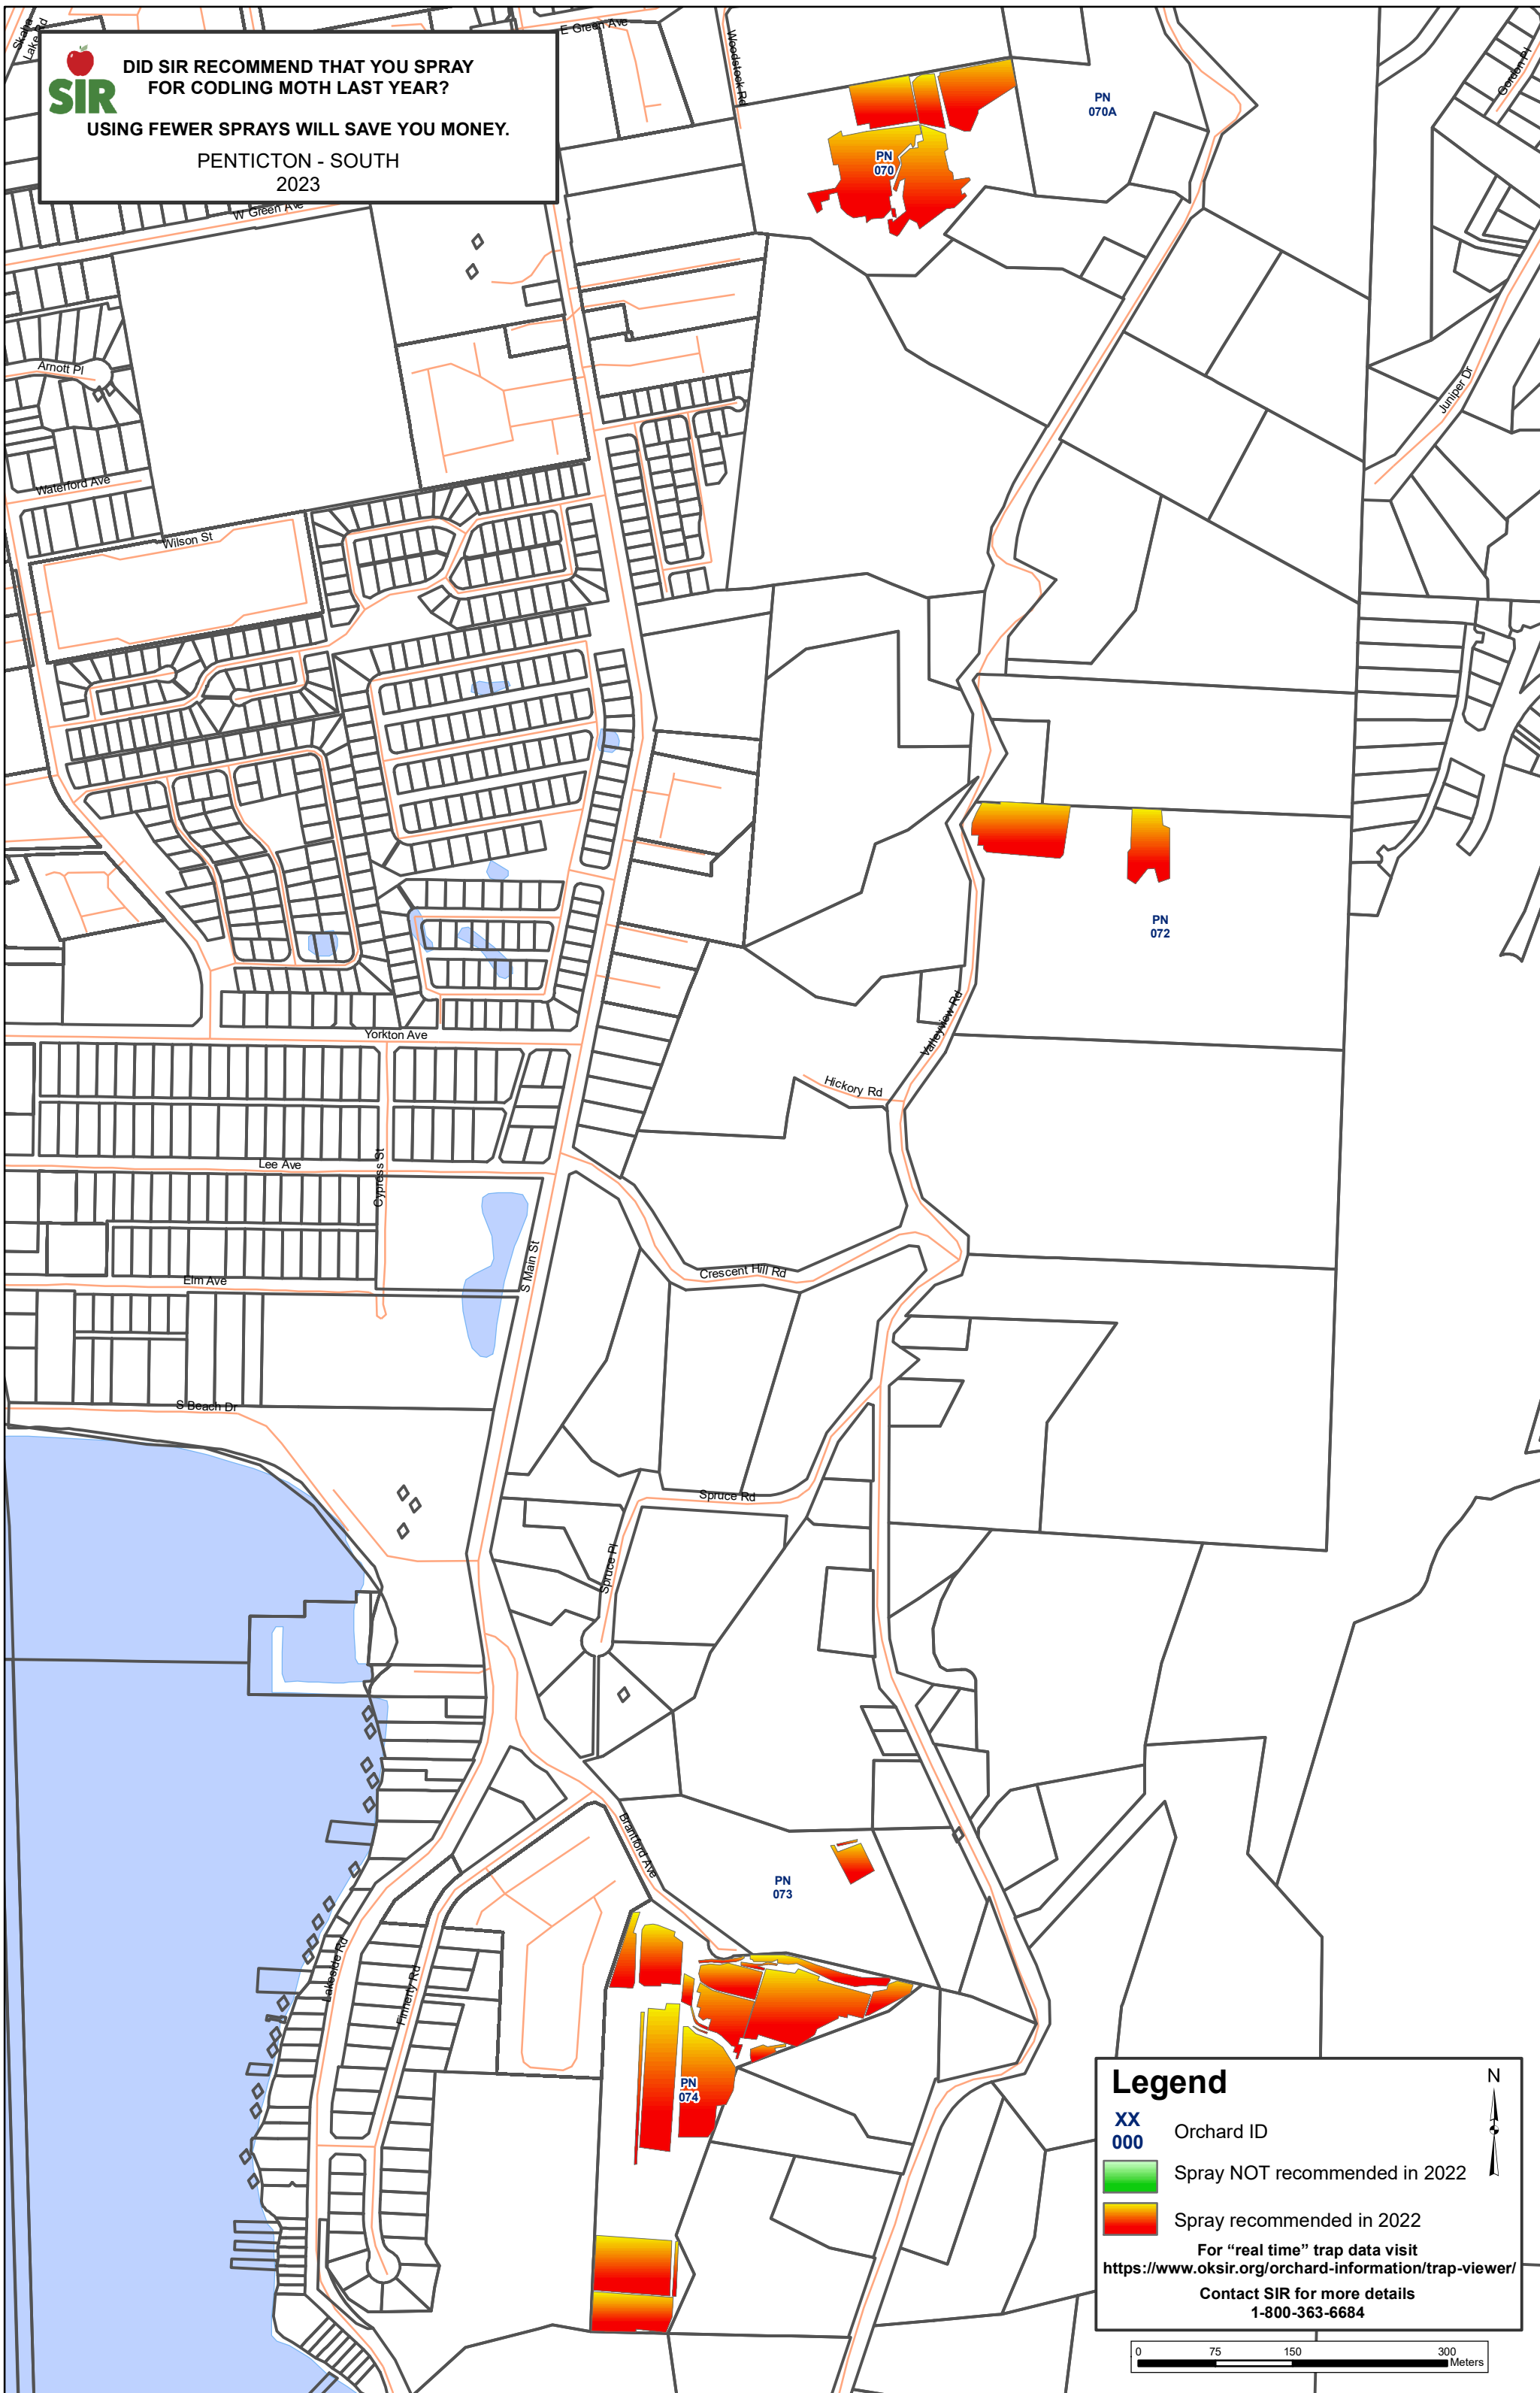 SIR
DID SIR RECOMMEND THAT YOU SPRAY
FOR CODLING MOTH LAST YEAR?
USING FEWER SPRAYS WILL SAVE YOU MONEY.
PENTICTON - SOUTH
2023
Skaha
Lake Rd
E Green Ave
Woodstock Rd
Gordon Pl
PN
070A
PN
070
W Green Ave
Arnott Pl
Juniper Dr
Waterford Ave
Wilson St
PN
072
Valleyview Rd
Yorkton Ave
Hickory Rd
Lee Ave
Cypress St
S Main St
Crescent Hill Rd
Elm Ave
S Beach Dr
Spruce Rd
Spruce Pl
Brantford Ave
PN
073
Lakeside Rd
Finnerty Rd
PN
074
Legend
N
XX
000
Orchard ID
Spray NOT recommended in 2022
Spray recommended in 2022
For “real time” trap data visit
https://www.oksir.org/orchard-information/trap-viewer/
Contact SIR for more details
1-800-363-6684
0 75 150 300
Meters